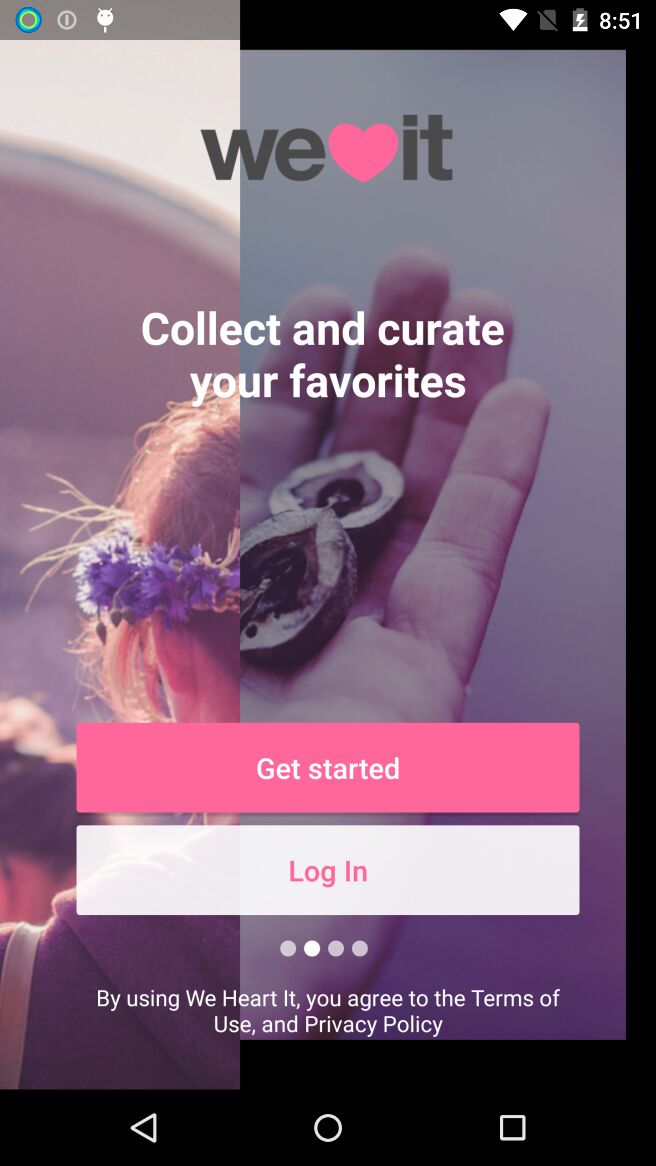 8:51
we it
Collect and curate
your favorites
Get started
Log In
By using We Heart It, you agree to the Terms of
Use, and Privacy Policy